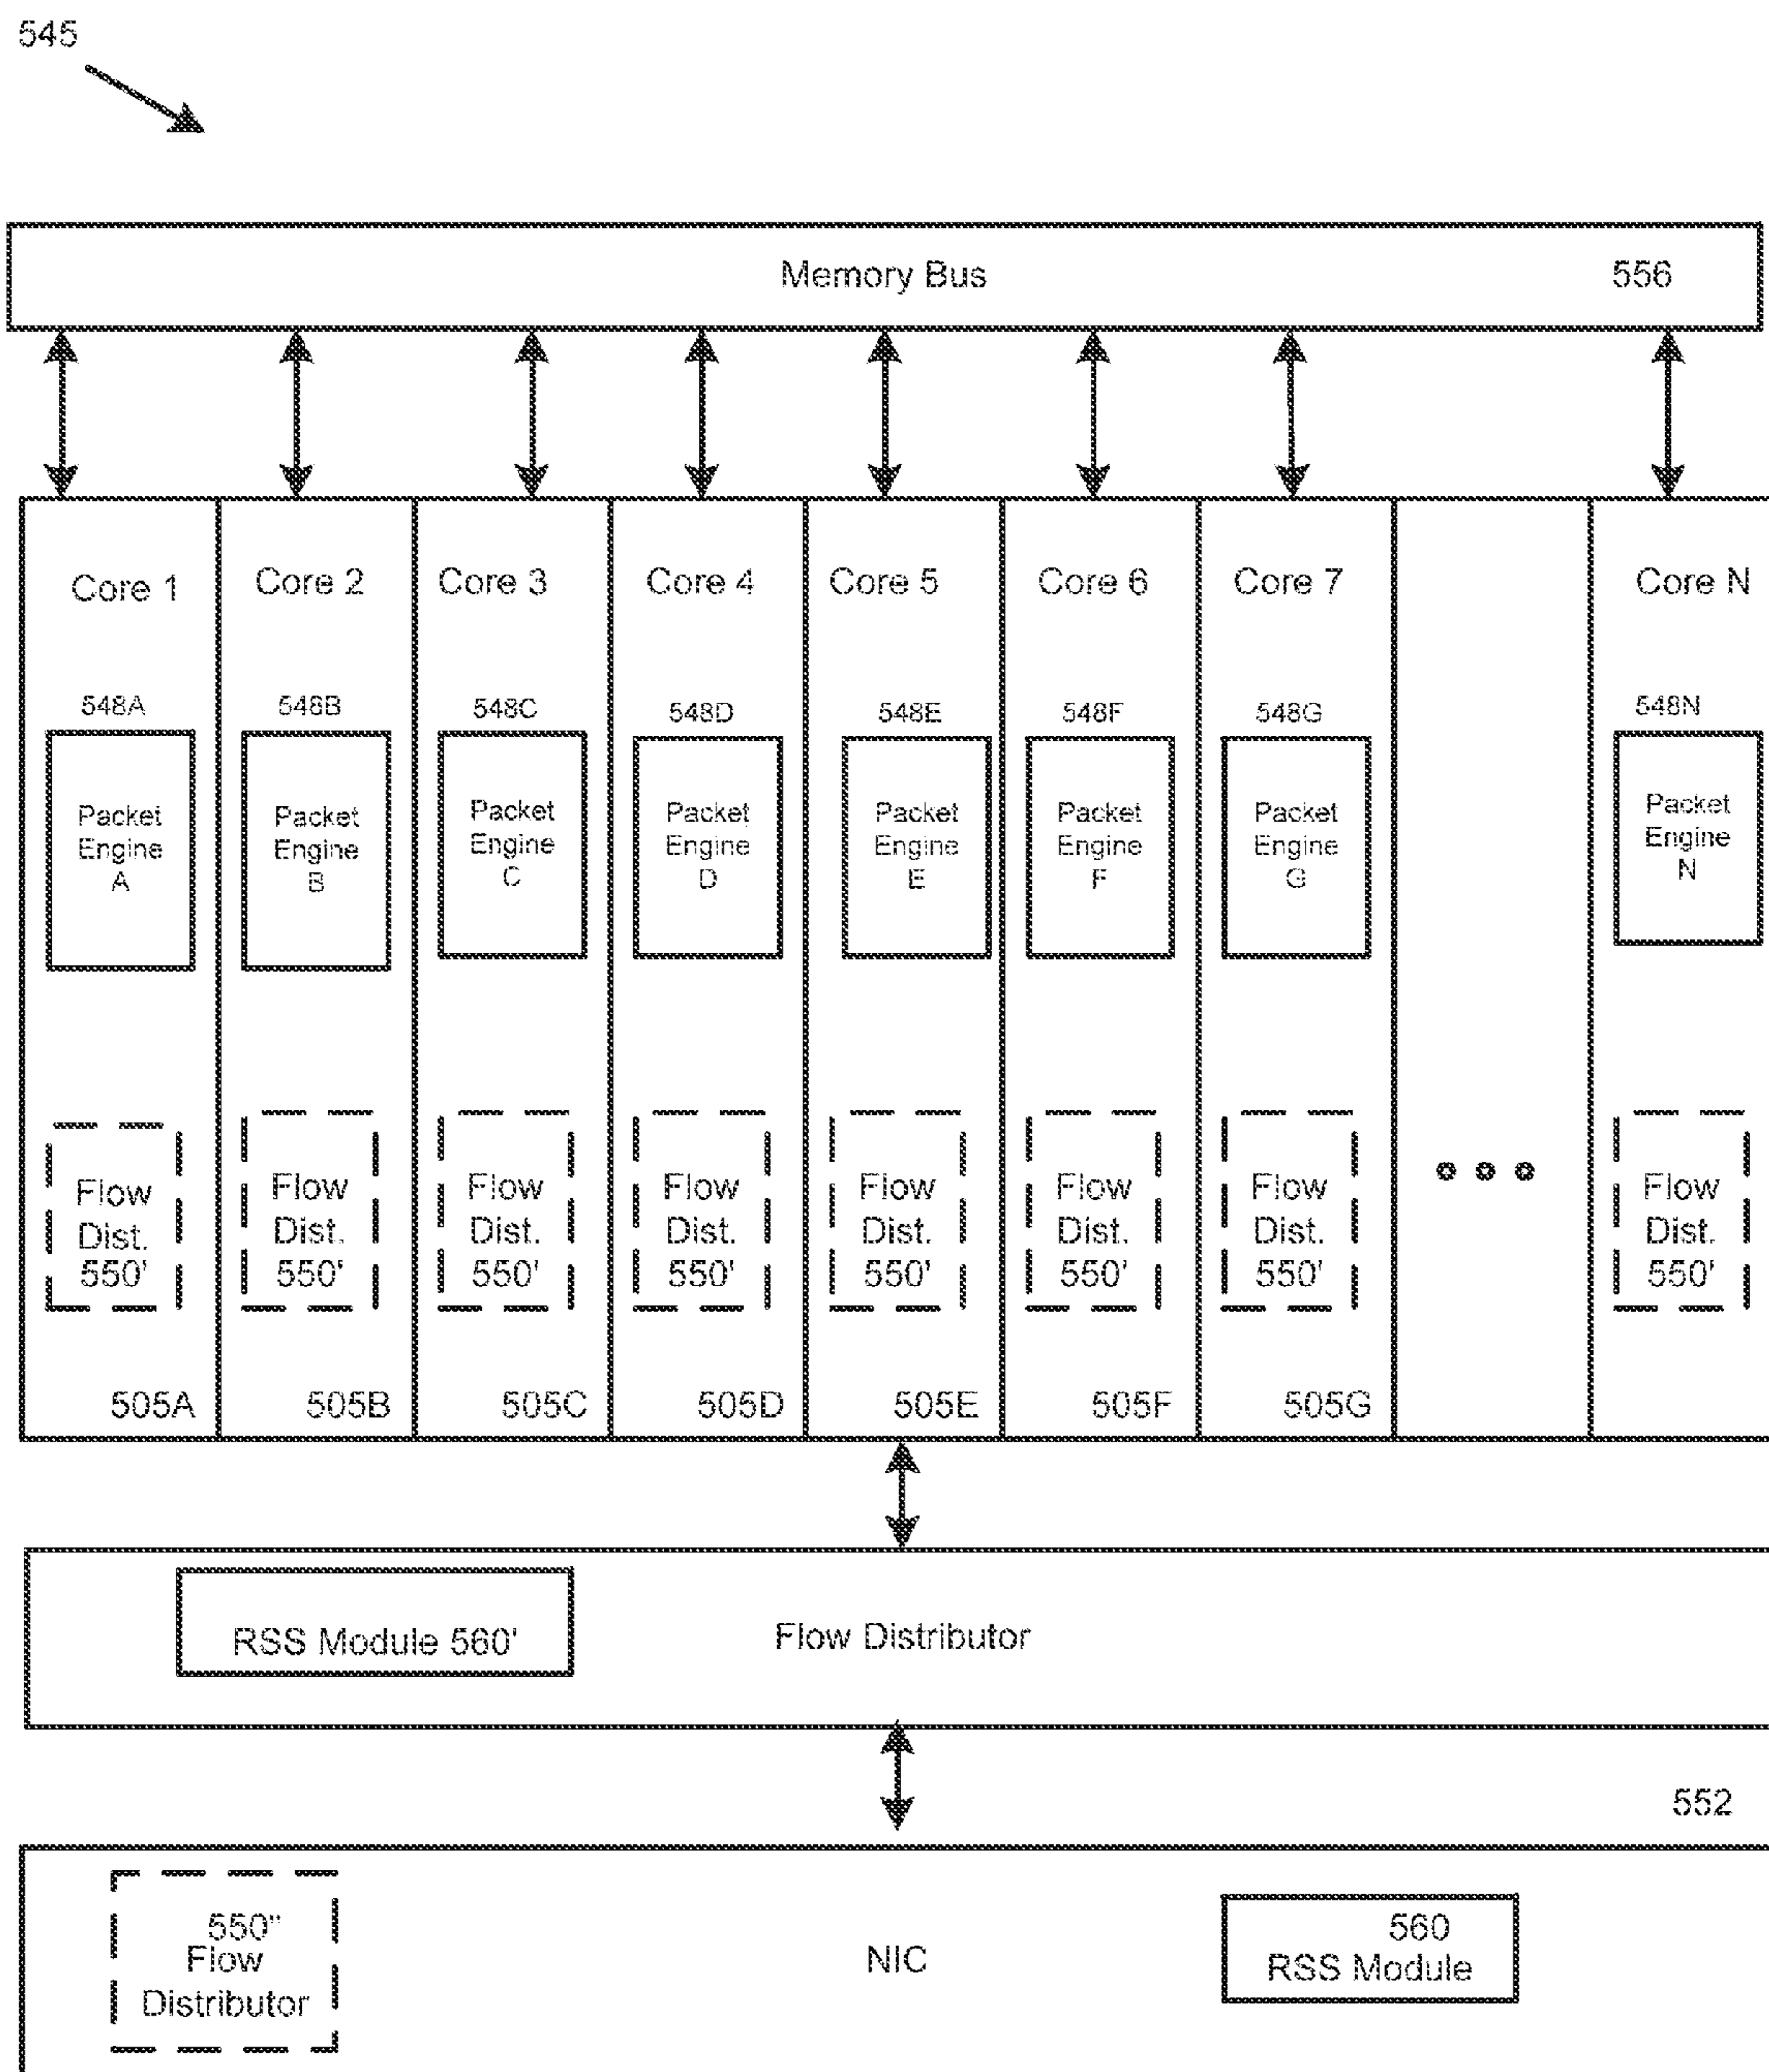 545
Memory Bus 556
Core 1 Core 2 Core 3 Core 4 Core 5 Core 6 Core 7 Core N
548A 548B 548C 548D 548E 548F 548G 548N
Packet Packet Packet Packet Packet Packet Packet Packet
Engine Engine Engine Engine Engine Engine Engine Engine
A B C D E F G N
Flow Flow Flow Flow Flow Flow Flow Flow
Dist. Dist. Dist. Dist. Dist. Dist. Dist. Dist.
550' 550' 550' 550' 550' 550' 550' 550'
505A 505B 505C 505D 505E 505F 505G
RSS Module 560' Flow Distributor
552
550"
Flow
Distributor
NIC
560
RSS Module